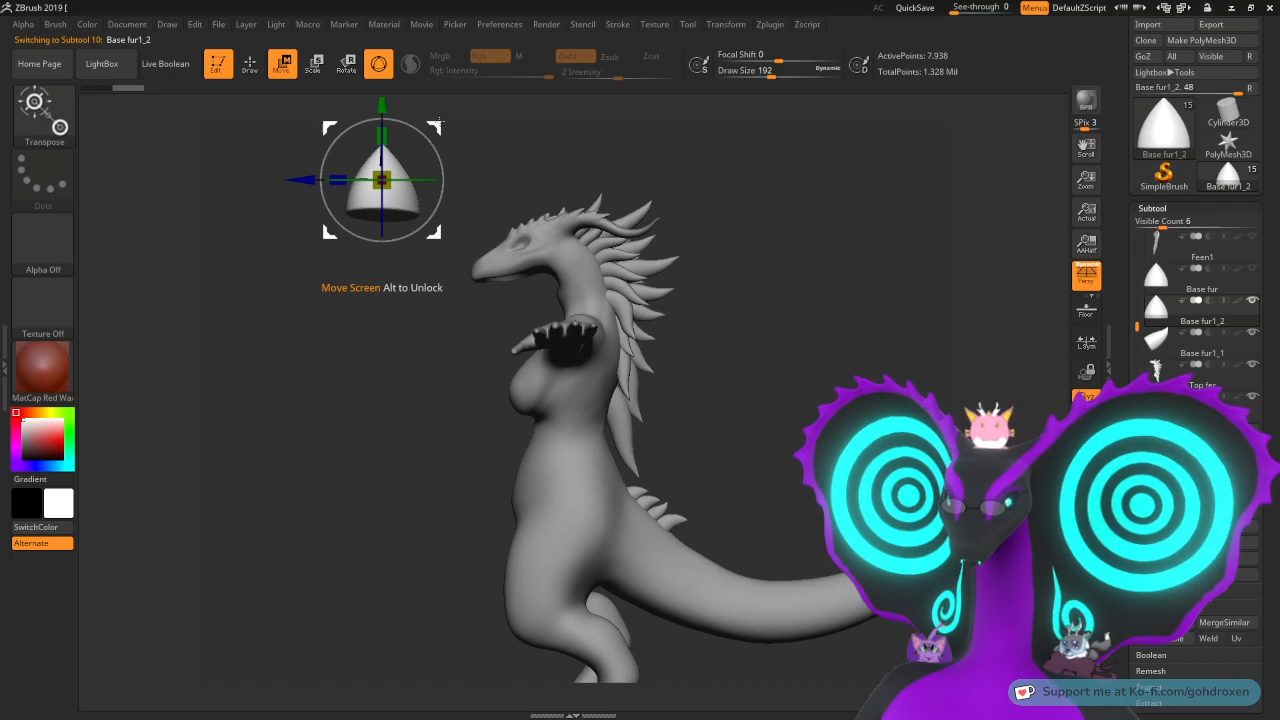 ZBrush 2019 [
AC QuickSave See-through 0 Menus DefaultZScript
Alpha Brush Color Document Draw Edit File Layer Light Macro Marker Material Movie Picker Preferences Render Stencil Stroke Texture Tool Transform Zplugin Zscript
Switching to Subtool 10: Base fur1_2
Home Page LightBox Live Boolean Edit Draw Move Scale Rotate
Mrgb Rgb M
Rgb Intensity
Zadd Zsub Zcut
Z Intensity
Focal Shift 0
Draw Size 192 Dynamic
ActivePoints: 7.938
TotalPoints: 1.328 Mil
Import Export
Clone Make PolyMesh3D
GoZ All Visible R
Lightbox▶Tools
Base fur1_2. 48 R
15
Base fur1_2
Cylinder3D
PolyMesh3D
SimpleBrush
15
Base fur1_2
Subtool
Visible Count 6
Feen1
Base fur
Base fur1_2
Base fur1_1
BPR
SPix 3
Scroll
Zoom
Actual
AAHalf
Dynamic
Persp
Floor
L.Sym
Transpose
Dots
Alpha Off
Texture Off
MatCap Red Wax
Gradient
SwitchColor
Alternate
Move Screen Alt to Unlock
MergeSimilar
Weld Uv
Boolean
Remesh
Extract
Support me at Ko-fi.com/gohdroxen